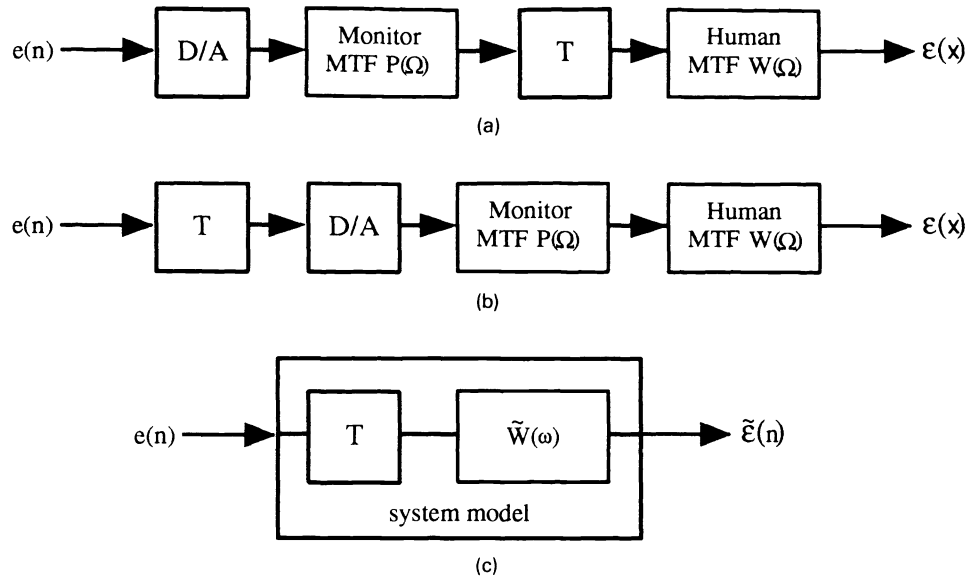 e(n) D/A Monitor MTF P(Ω) T Human MTF W(Ω) ε(x)
(a)
e(n) T D/A Monitor MTF P(Ω) Human MTF W(Ω) ε(x)
(b)
e(n) T W̃(ω) ε̃(n)
system model
(c)